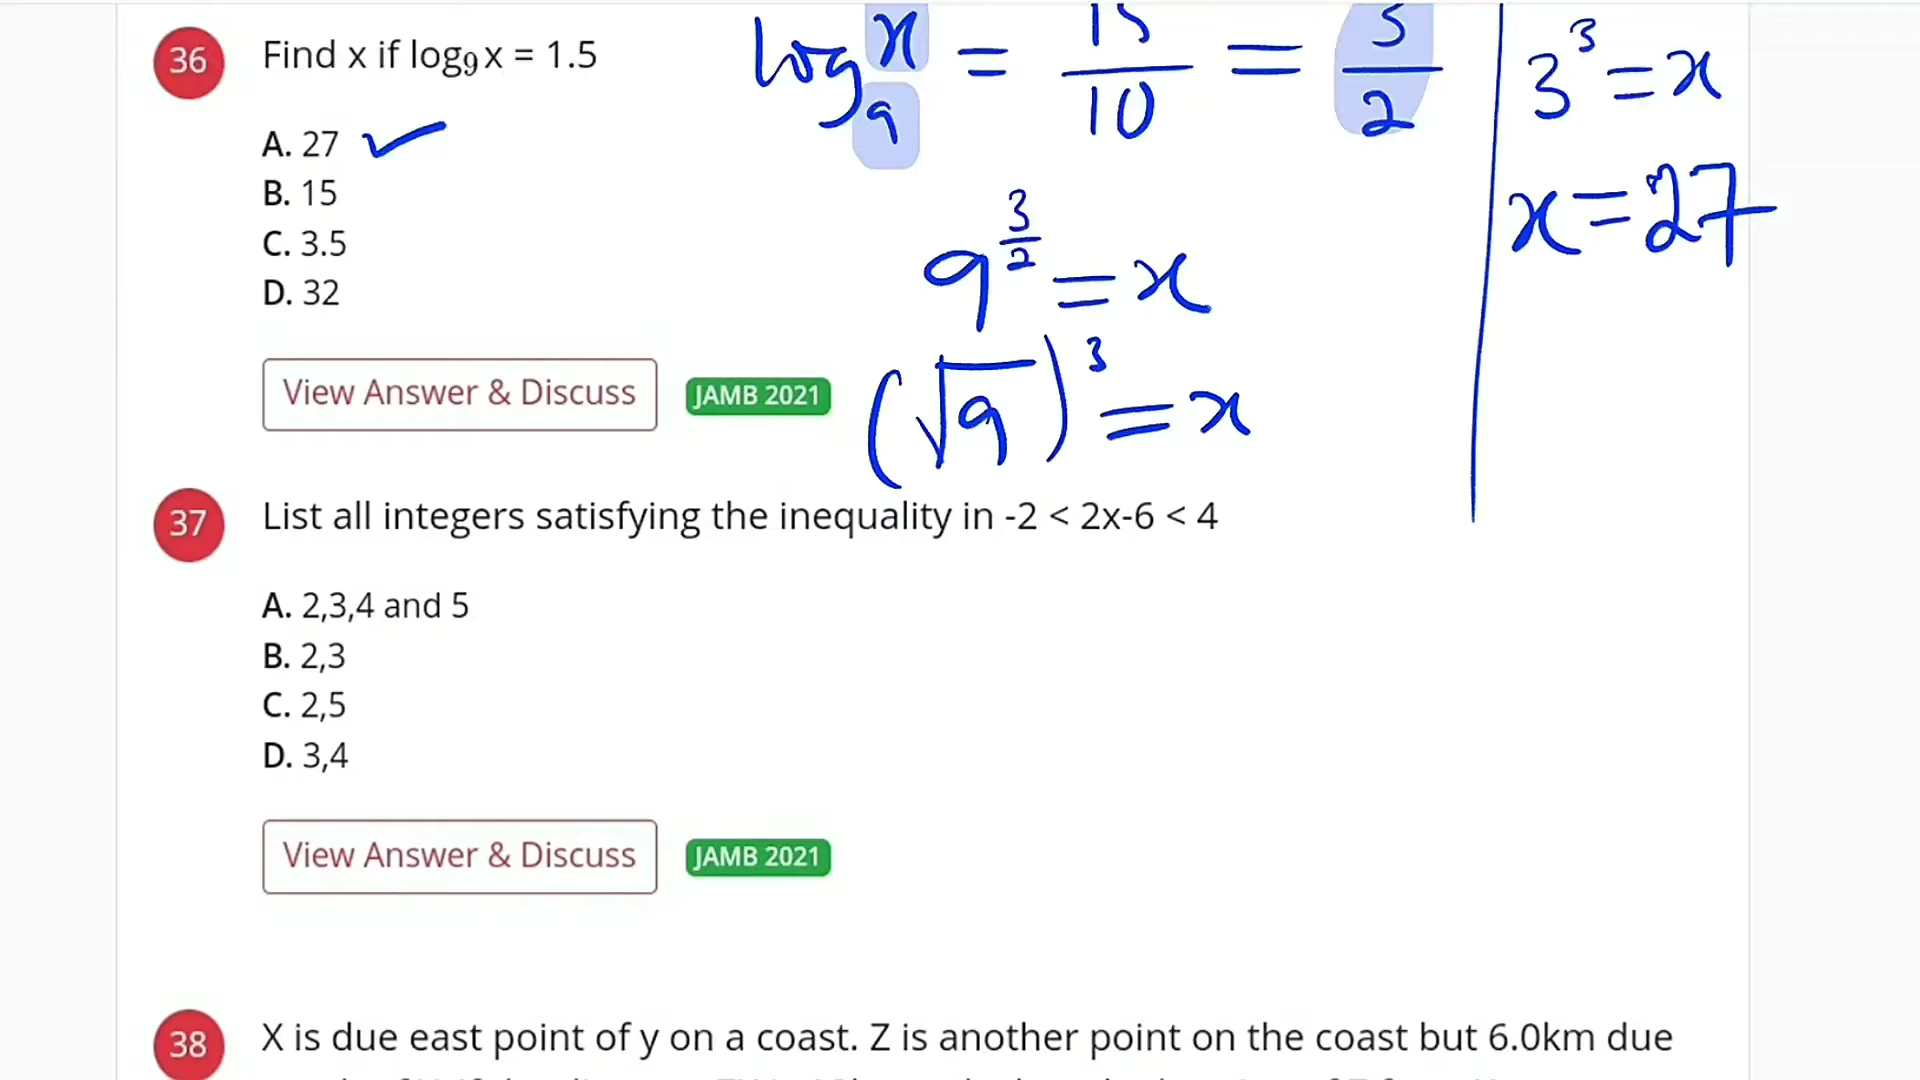 36 Find x if log₉ x = 1.5
A. 27 ✓
B. 15
C. 3.5
D. 32
View Answer & Discuss JAMB 2021
log₉ x = 15/10 = 3/2
9^(3/2) = x
(√9)³ = x
3³ = x
x = 27
37 List all integers satisfying the inequality in -2 < 2x-6 < 4
A. 2,3,4 and 5
B. 2,3
C. 2,5
D. 3,4
View Answer & Discuss JAMB 2021
38 X is due east point of y on a coast. Z is another point on the coast but 6.0km due